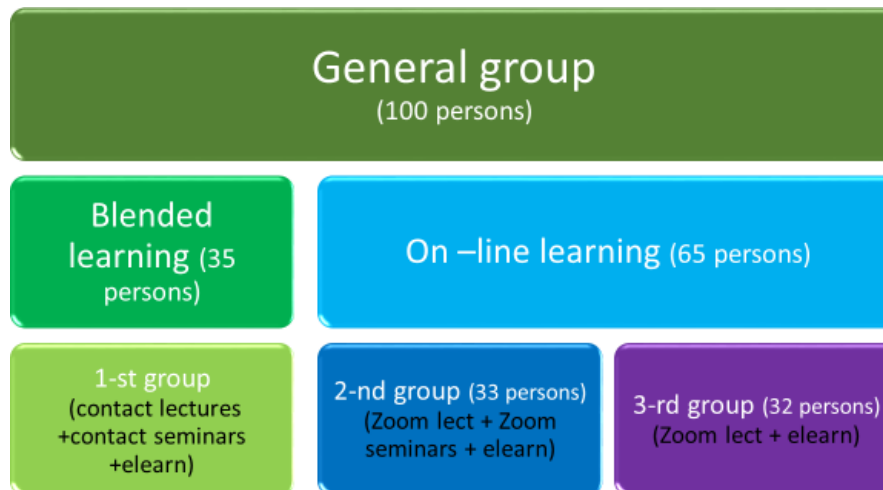 General group
(100 persons)
Blended
learning (35
persons)
On –line learning (65 persons)
1-st group
(contact lectures
+contact seminars
+elearn)
2-nd group (33 persons)
(Zoom lect + Zoom
seminars + elearn)
3-rd group (32 persons)
(Zoom lect + elearn)